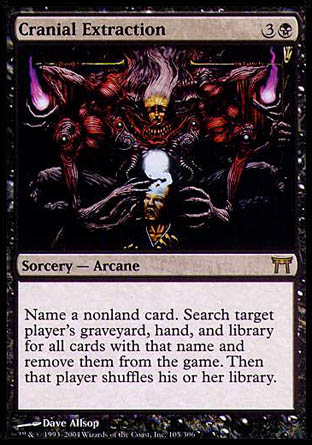 Cranial Extraction 3
Sorcery — Arcane
Name a nonland card. Search target
player's graveyard, hand, and library
for all cards with that name and
remove them from the game. Then
that player shuffles his or her library.
Dave Allsop
™ & © 1993-2004 Wizards of the Coast, Inc. 105/306